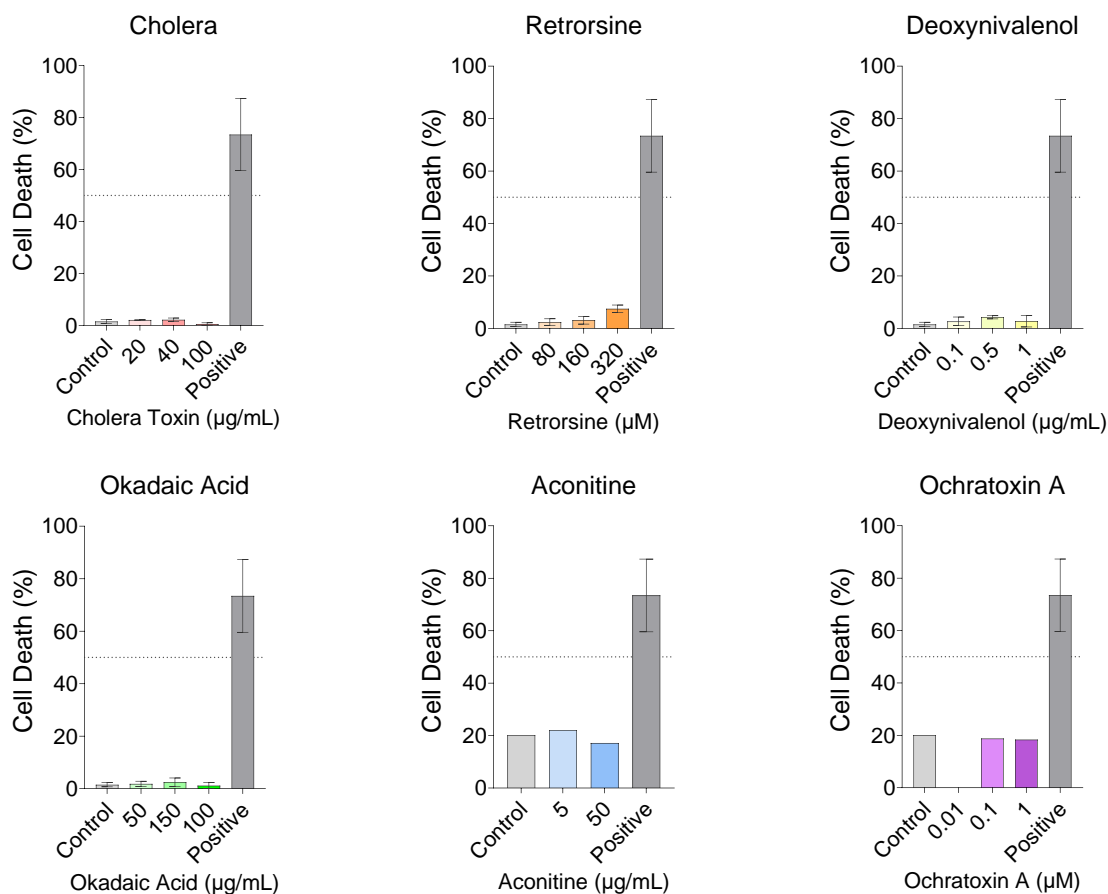 Cholera
Cell Death (%)
100
80
60
40
20
0
Control
20
40
100
Positive
Cholera Toxin (µg/mL)
Retrorsine
Cell Death (%)
100
80
60
40
20
0
Control
80
160
320
Positive
Retrorsine (µM)
Deoxynivalenol
Cell Death (%)
100
80
60
40
20
0
Control
0.1
0.5
1
Positive
Deoxynivalenol (µg/mL)
Okadaic Acid
Cell Death (%)
100
80
60
40
20
0
Control
50
150
100
Positive
Okadaic Acid (µg/mL)
Aconitine
Cell Death (%)
100
80
60
40
20
0
Control
5
50
Positive
Aconitine (µg/mL)
Ochratoxin A
Cell Death (%)
100
80
60
40
20
0
Control
0.01
0.1
1
Positive
Ochratoxin A (µM)